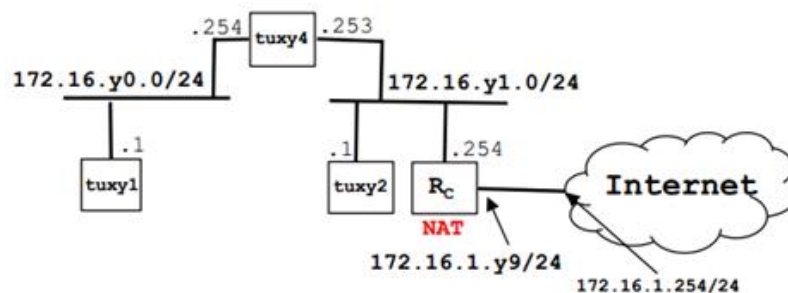 .254
tuxy4
.253
172.16.y0.0/24
172.16.y1.0/24
.1
tuxy1
.1
tuxy2
.254
Rc
NAT
Internet
172.16.1.y9/24
172.16.1.254/24